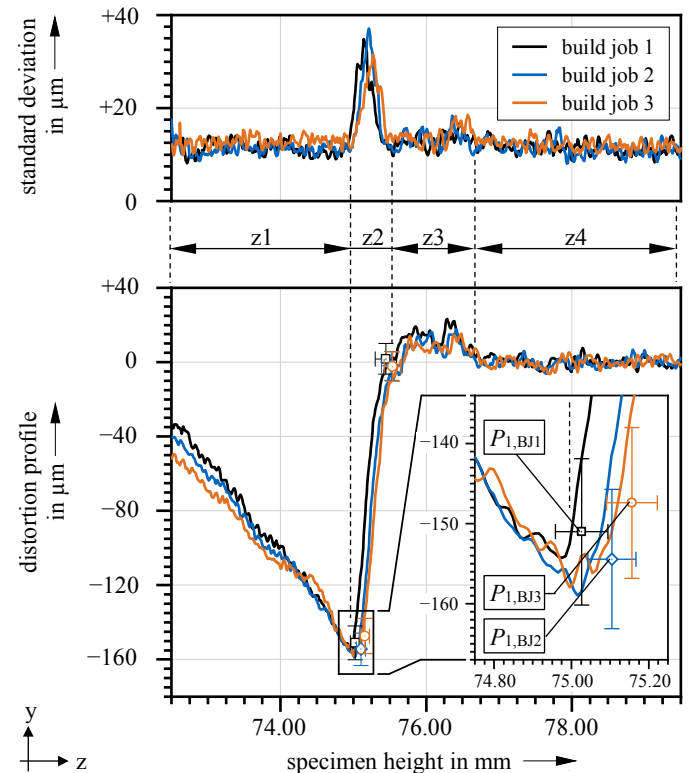 +40
+20
0
standard deviation
in µm
build job 1
build job 2
build job 3
z1
z2
z3
z4
+40
0
−40
−80
−120
−160
distortion profile
in µm
−140
−150
−160
P1,BJ1
P1,BJ3
P1,BJ2
74.80
75.00
75.20
74.00
76.00
78.00
specimen height in mm
y
z